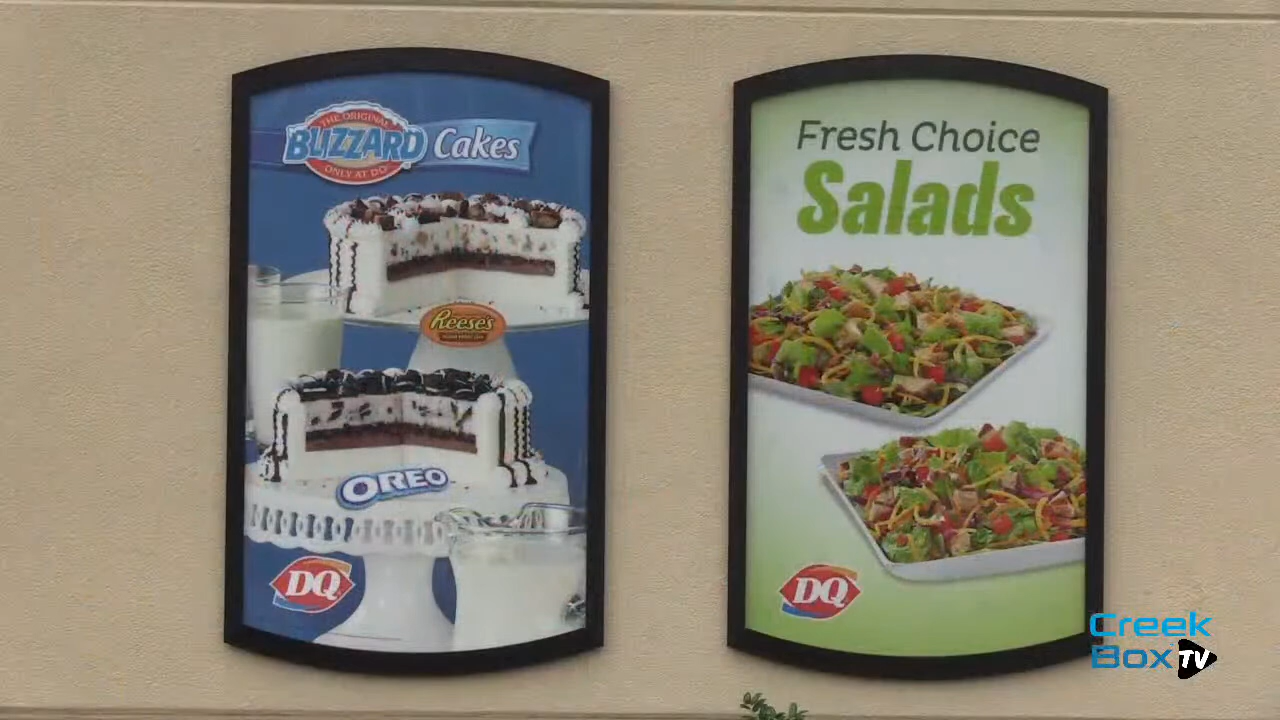 THE ORIGINAL
BLIZZARD Cakes
ONLY AT DQ
Reese's
OREO
DQ
Fresh Choice
Salads
DQ
Creek
Box TV